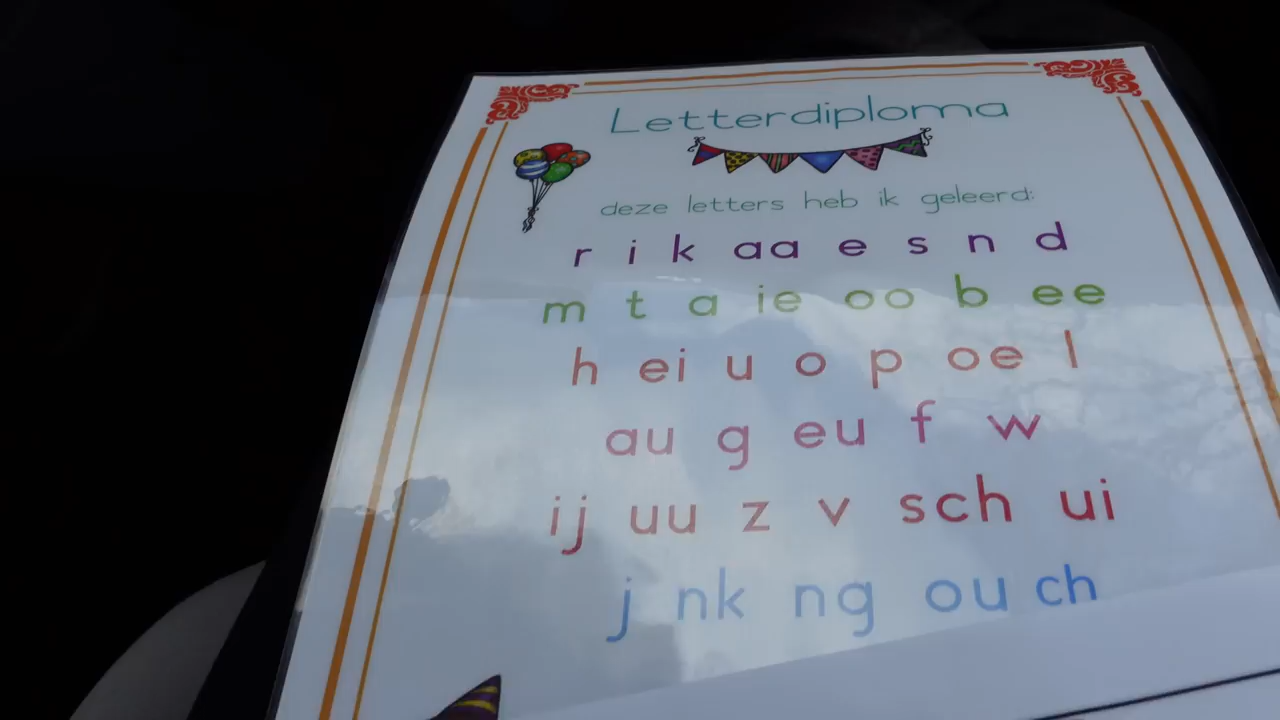 Letterdiploma
deze letters heb ik geleerd:
r i k aa e s n d
m t a ie oo b ee
h ei u o p oe l
au g eu f w
ij uu z v sch ui
j nk ng ou ch